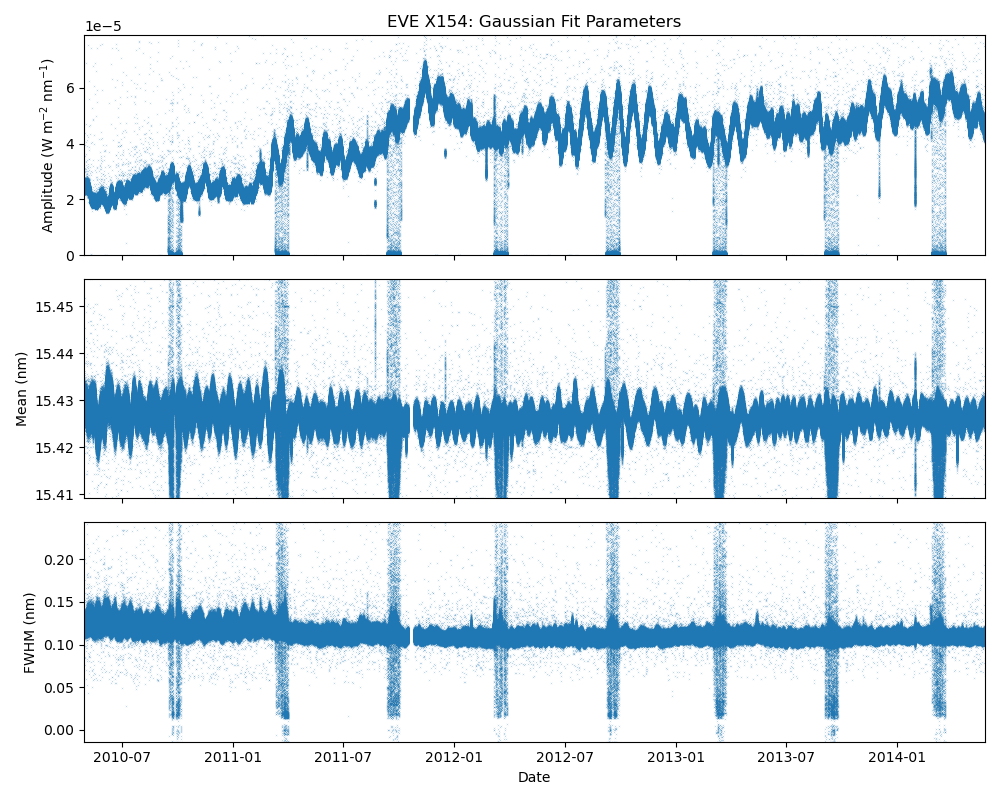 EVE X154: Gaussian Fit Parameters
1e−5
Amplitude (W m⁻² nm⁻¹)
6
4
2
0
Mean (nm)
15.45
15.44
15.43
15.42
15.41
FWHM (nm)
0.20
0.15
0.10
0.05
0.00
2010-07 2011-01 2011-07 2012-01 2012-07 2013-01 2013-07 2014-01
Date